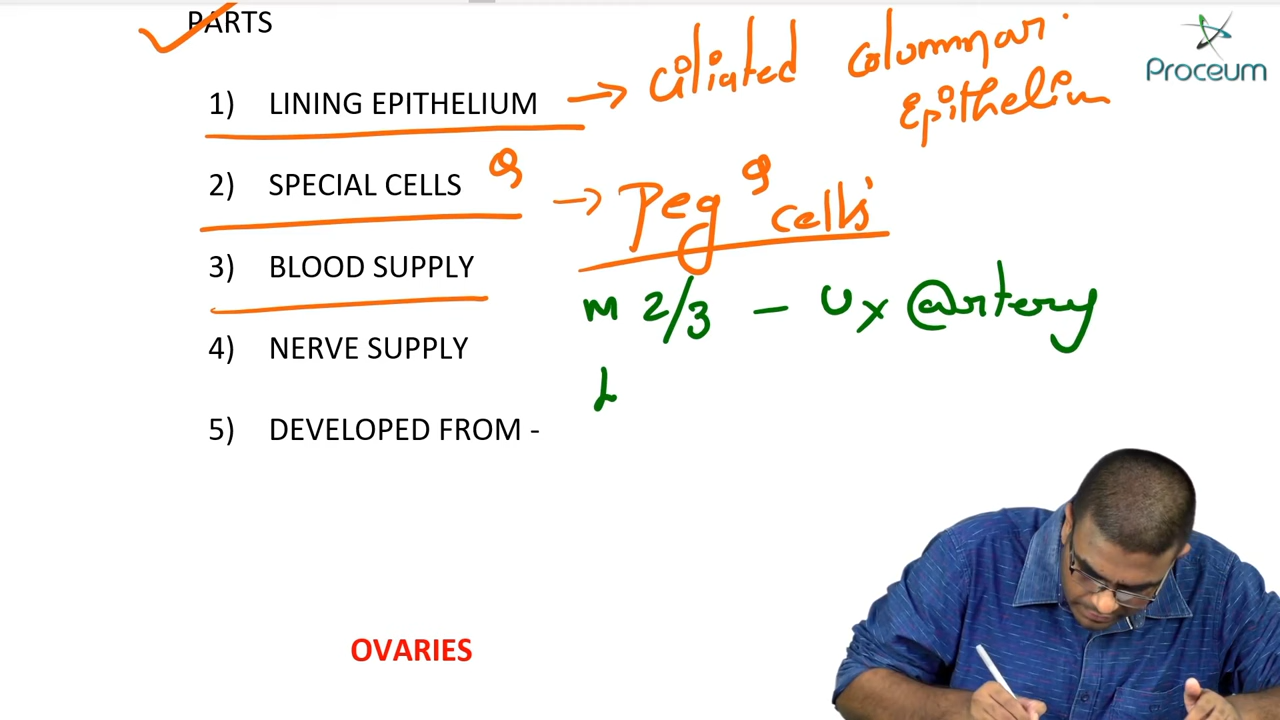 PARTS
Proceum
1) LINING EPITHELIUM → Ciliated Columnar
Epithelium
2) SPECIAL CELLS → Peg cells
3) BLOOD SUPPLY
M 2/3 - Ux @artery
4) NERVE SUPPLY
L
5) DEVELOPED FROM -
OVARIES